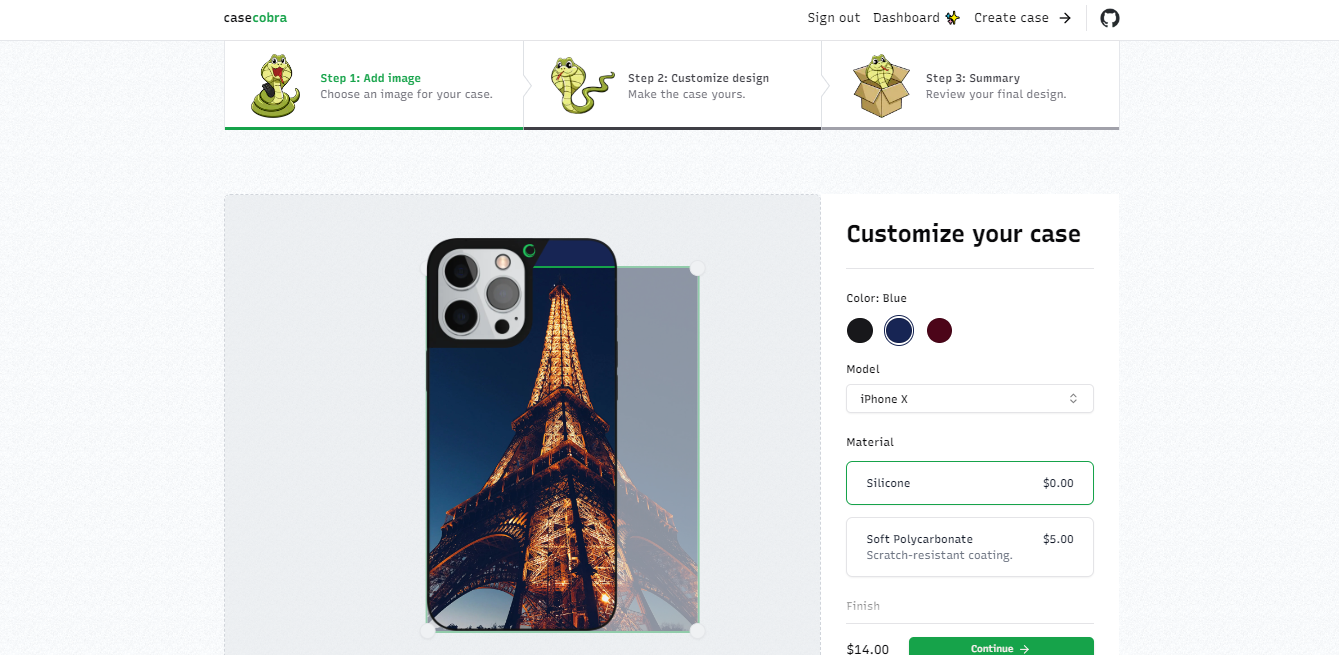 casecobra
Sign out Dashboard ✨ Create case →
Step 1: Add image
Choose an image for your case.
Step 2: Customize design
Make the case yours.
Step 3: Summary
Review your final design.
Customize your case
Color: Blue
Model
iPhone X
Material
Silicone $0.00
Soft Polycarbonate $5.00
Scratch-resistant coating.
Finish
$14.00 Continue →